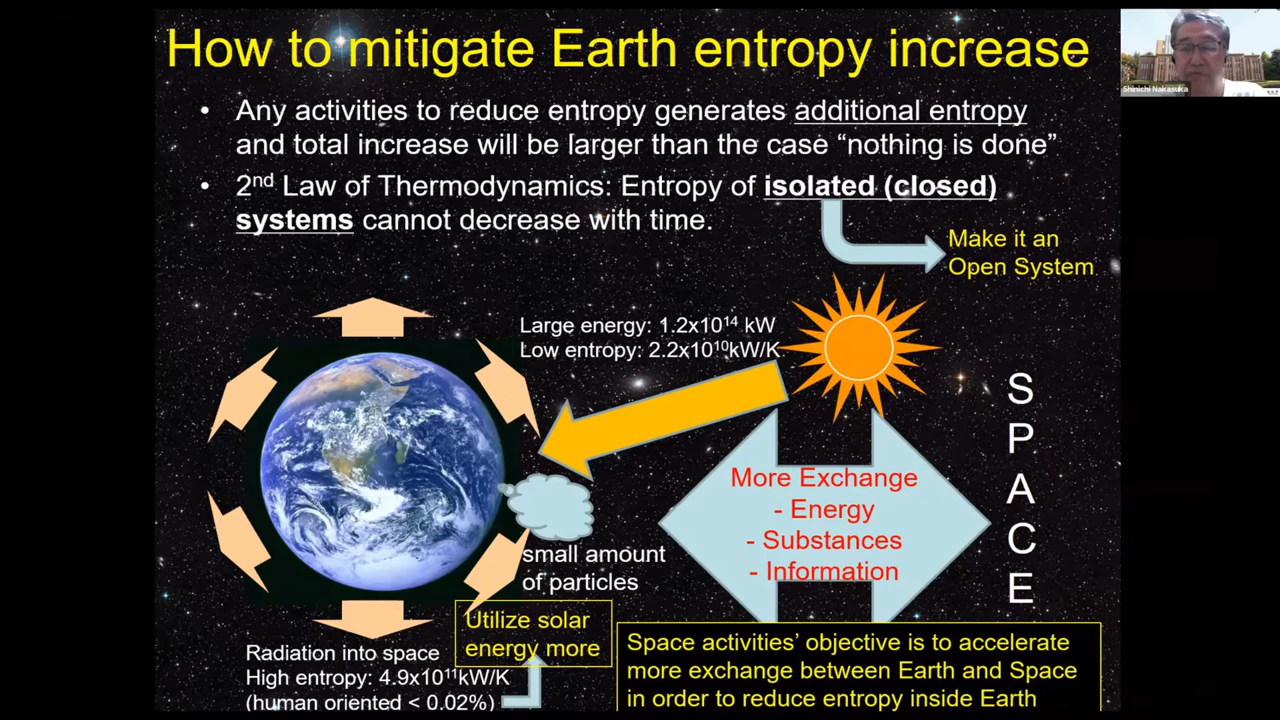 How to mitigate Earth entropy increase
Shinichi Nakasuka
• Any activities to reduce entropy generates additional entropy
and total increase will be larger than the case “nothing is done”
• 2nd Law of Thermodynamics: Entropy of isolated (closed)
systems cannot decrease with time.
Make it an
Open System
Large energy: 1.2x10¹⁴ kW
Low entropy: 2.2x10¹⁰kW/K
S
P
A
C
E
More Exchange
- Energy
- Substances
- Information
small amount
of particles
Utilize solar
energy more
Radiation into space
High entropy: 4.9x10¹¹kW/K
(human oriented < 0.02%)
Space activities’ objective is to accelerate
more exchange between Earth and Space
in order to reduce entropy inside Earth